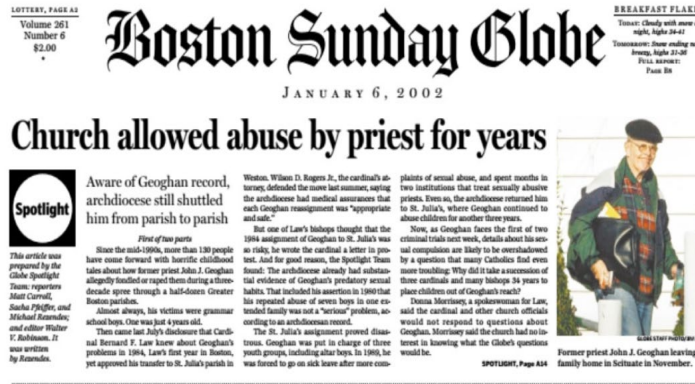 LOTTERY, PAGE A2
Volume 261
Number 6
$2.00
Boston Sunday Globe
JANUARY 6, 2002
BREAKFAST FLAK
TODAY: Cloudy with snow
night, highs 34-41
TOMORROW: Snow ending
breezy, highs 31-36
FULL REPORT:
PAGE B8
Church allowed abuse by priest for years
Spotlight
This article was
prepared by the
Globe Spotlight
Team: reporters
Matt Carroll,
Sacha Pfeiffer, and
Michael Rezendes;
and editor Walter
V. Robinson. It
was written
by Rezendes.
Aware of Geoghan record,
archdiocese still shuttled
him from parish to parish
First of two parts
Since the mid-1990s, more than 130 people
have come forward with horrific childhood
tales about how former priest John J. Geoghan
allegedly fondled or raped them during a three-
decade spree through a half-dozen Greater
Boston parishes.
Almost always, his victims were grammar
school boys. One was just 4 years old.
Then came last July's disclosure that Cardi-
nal Bernard F. Law knew about Geoghan's
problems in 1984, Law's first year in Boston,
yet approved his transfer to St. Julia's parish in
Weston. Wilson D. Rogers Jr., the cardinal's at-
torney, defended the move last summer, saying
the archdiocese had medical assurances that
each Geoghan reassignment was "appropriate
and safe."
But one of Law's bishops thought that the
1984 assignment of Geoghan to St. Julia's was
so risky, he wrote the cardinal a letter in pro-
test. And for good reason, the Spotlight Team
found: The archdiocese already had substan-
tial evidence of Geoghan's predatory sexual
habits. That included his assertion in 1980 that
his repeated abuse of seven boys in one ex-
tended family was not a "serious" problem, ac-
cording to an archdiocesan record.
The St. Julia's assignment proved disas-
trous. Geoghan was put in charge of three
youth groups, including altar boys. In 1989, he
was forced to go on sick leave after more com-
plaints of sexual abuse, and spent months in
two institutions that treat sexually abusive
priests. Even so, the archdiocese returned him
to St. Julia's, where Geoghan continued to
abuse children for another three years.
Now, as Geoghan faces the first of two
criminal trials next week, details about his sex-
ual compulsion are likely to be overshadowed
by a question that many Catholics find even
more troubling: Why did it take a succession of
three cardinals and many bishops 34 years to
place children out of Geoghan's reach?
Donna Morrissey, a spokeswoman for Law,
said the cardinal and other church officials
would not respond to questions about
Geoghan. Morrissey said the church had no in-
terest in knowing what the Globe's questions
would be.
SPOTLIGHT, Page A14
GLOBE STAFF PHOTO
Former priest John J. Geoghan leaving
family home in Scituate in November.